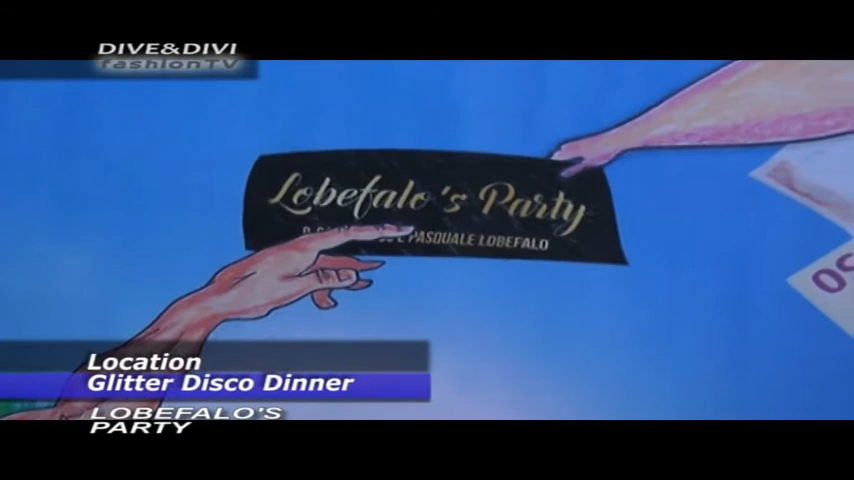 DIVE&DIVI
fashionTV
Lobefalo's Party
PASQUALE LOBEFALO
Location
Glitter Disco Dinner
LOBEFALO'S
PARTY